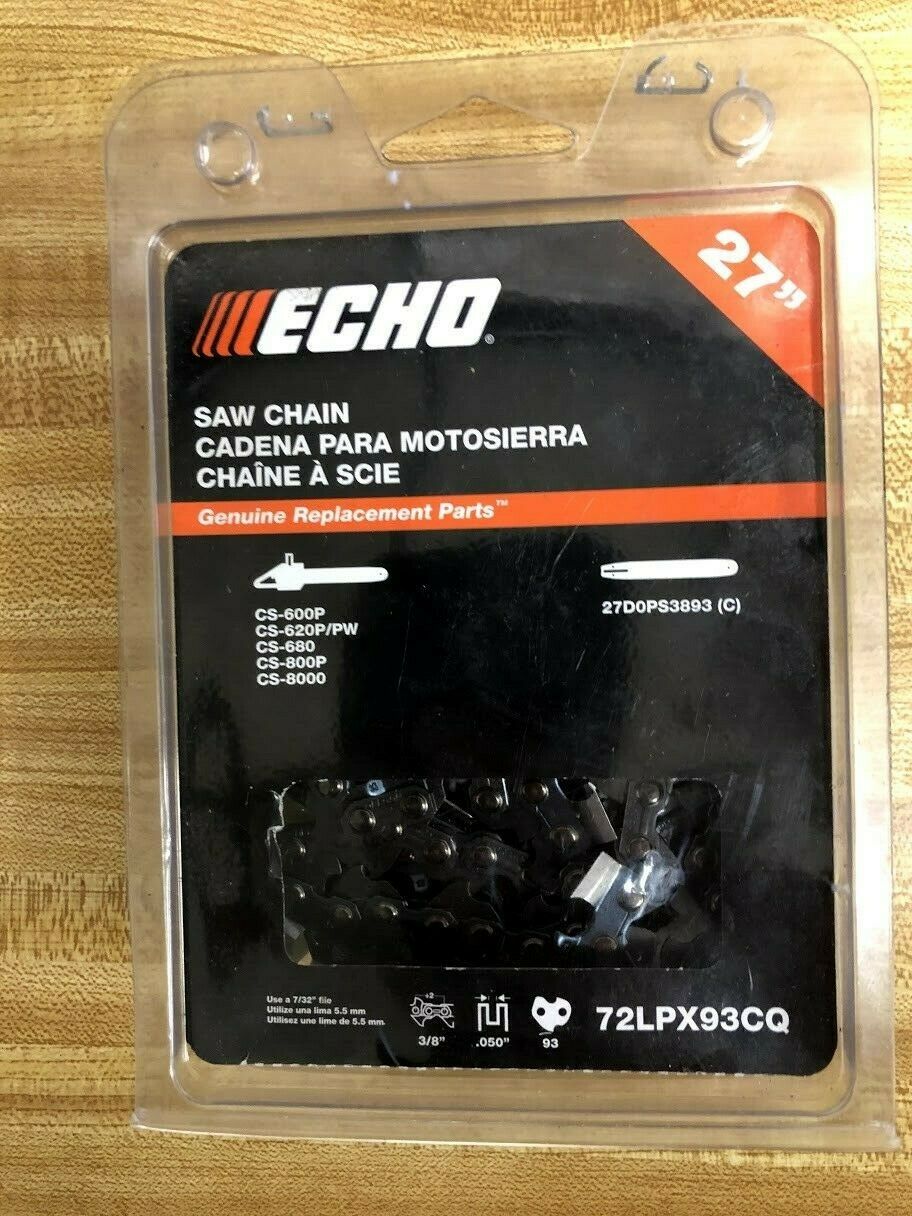 27”
ECHO®
SAW CHAIN
CADENA PARA MOTOSIERRA
CHAÎNE À SCIE
Genuine Replacement Parts™
CS-600P
CS-620P/PW
CS-680
CS-800P
CS-8000
27D0PS3893 (C)
Use a 7/32” file
Utilize una lima 5.5 mm
Utilisez une lime de 5.5 mm
+2
3/8”
.050”
93
72LPX93CQ